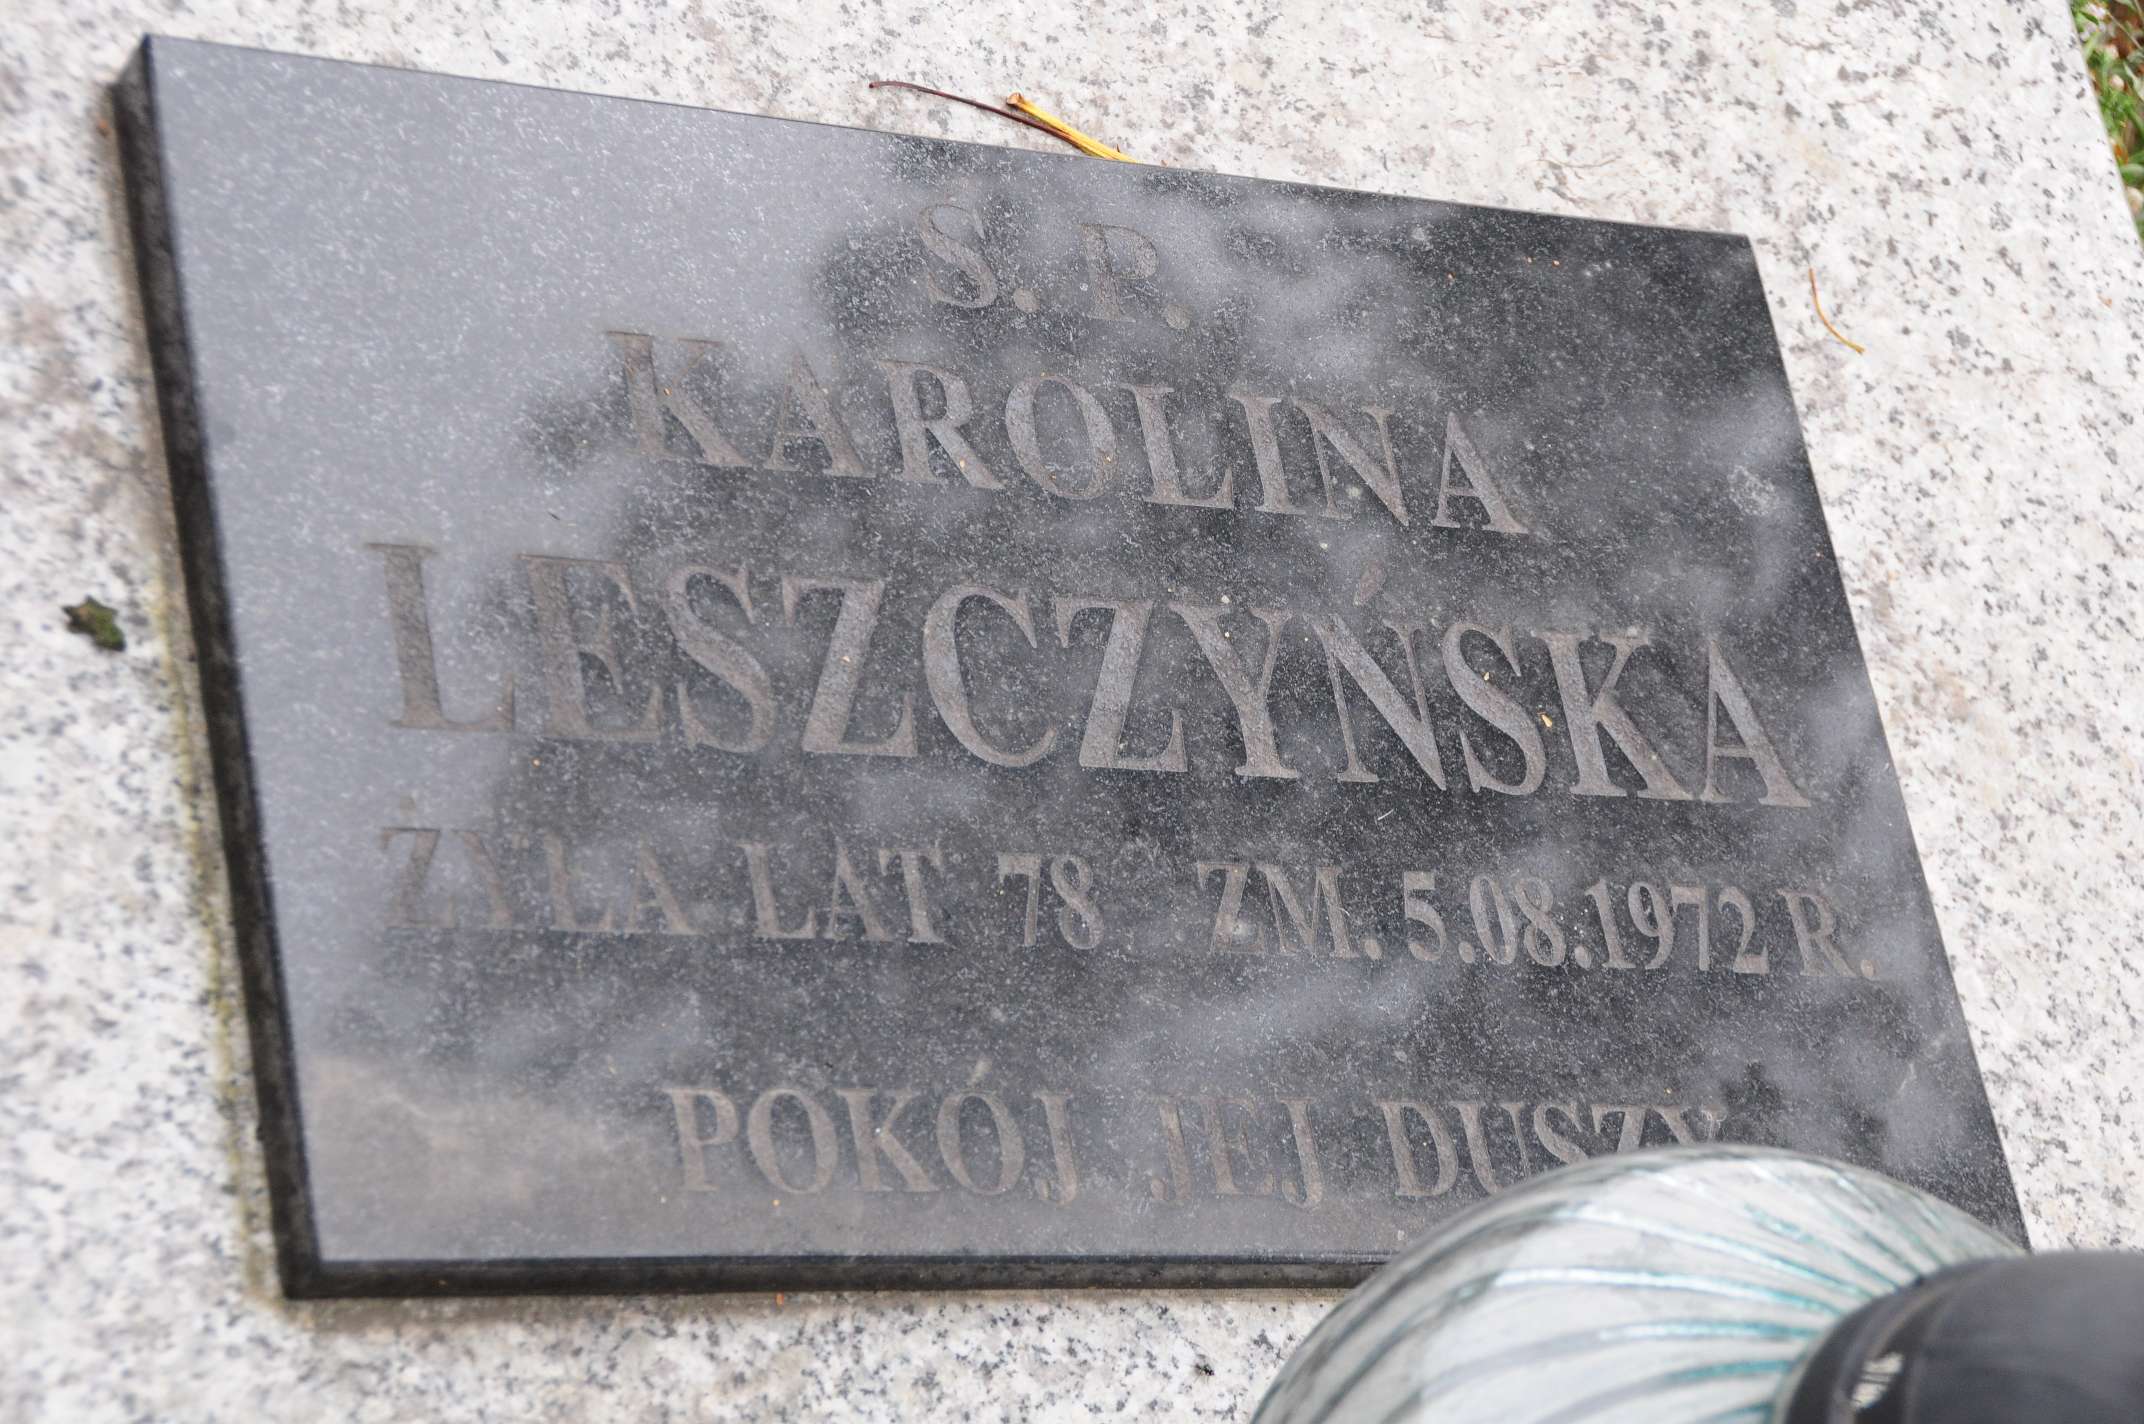 Ś. P.
KAROLINA
LESZCZYŃSKA
ŻYŁA LAT 78 ZM. 5.08.1972 R.
POKÓJ JEJ DUSZY